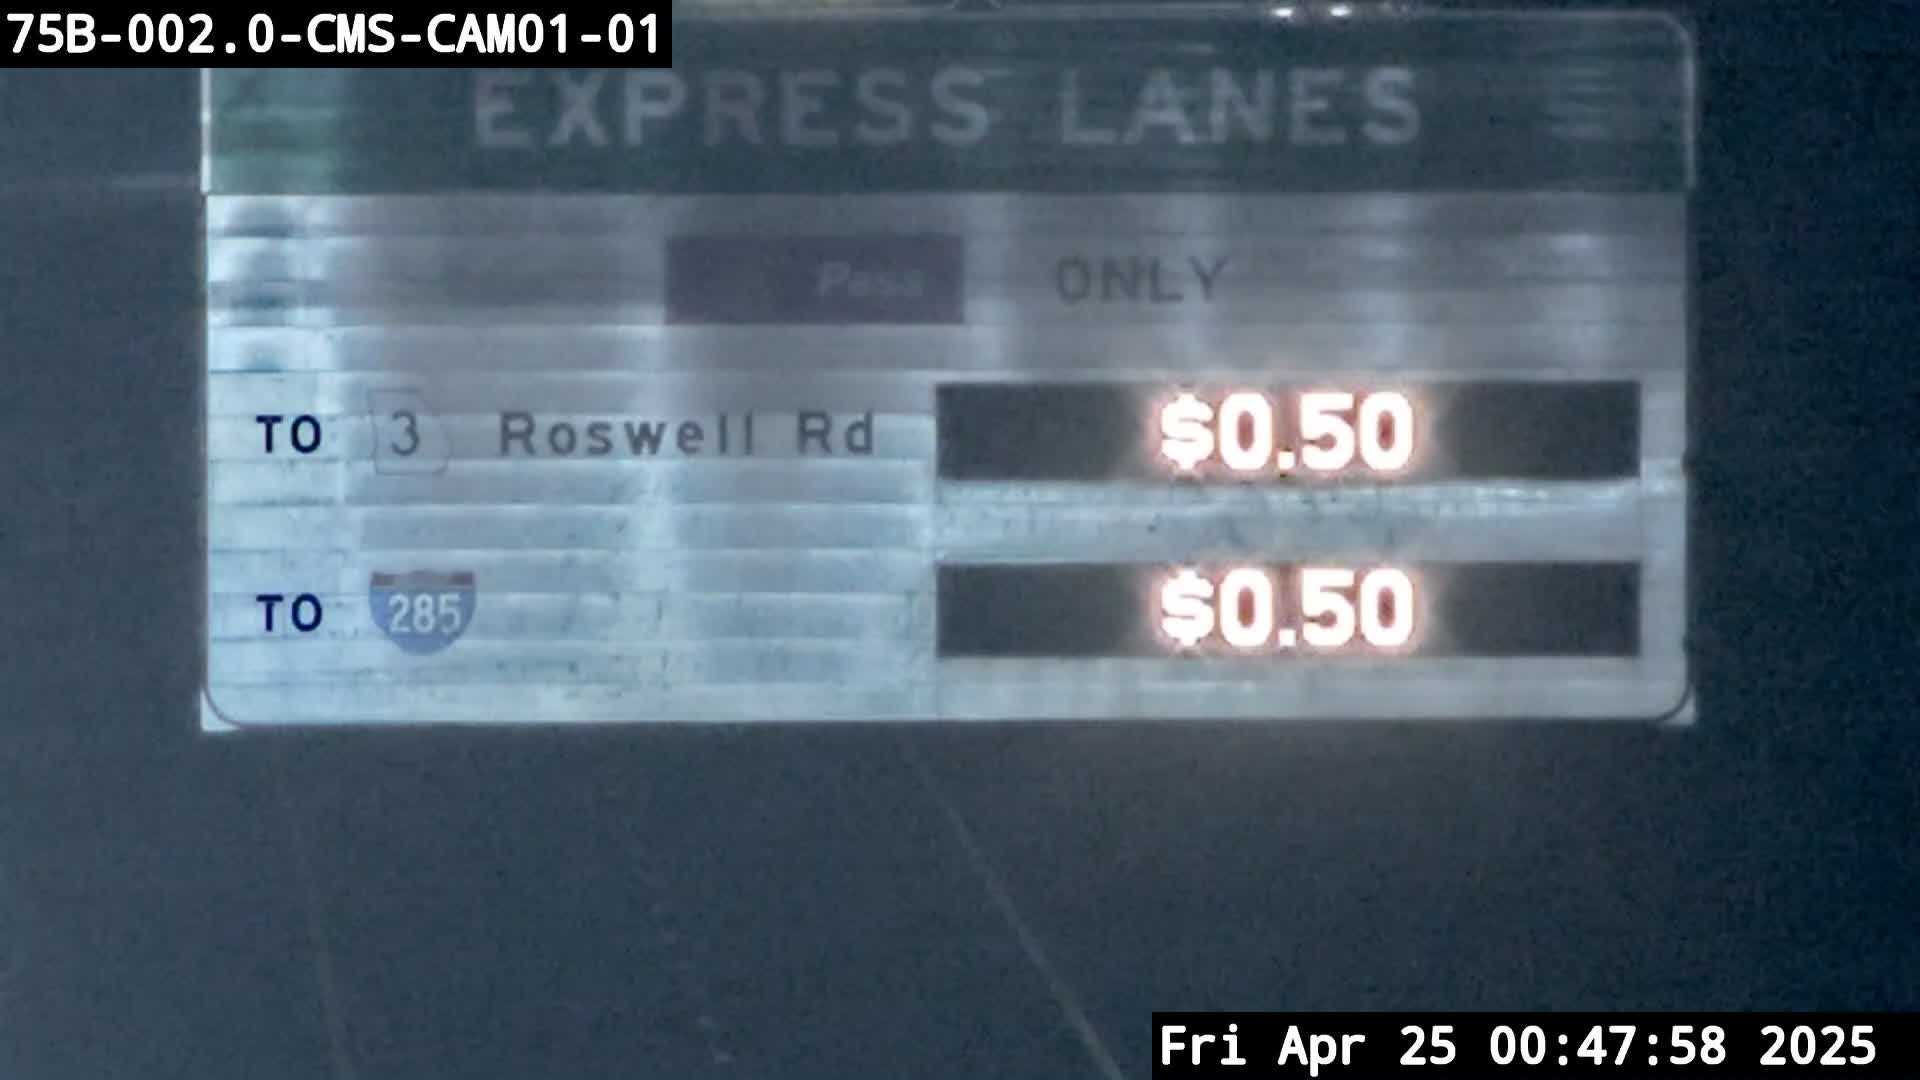 75B-002.0-CMS-CAM01-01
EXPRESS LANES
Pass ONLY
TO 3 Roswell Rd $0.50
TO 285 $0.50
Fri Apr 25 00:47:58 2025